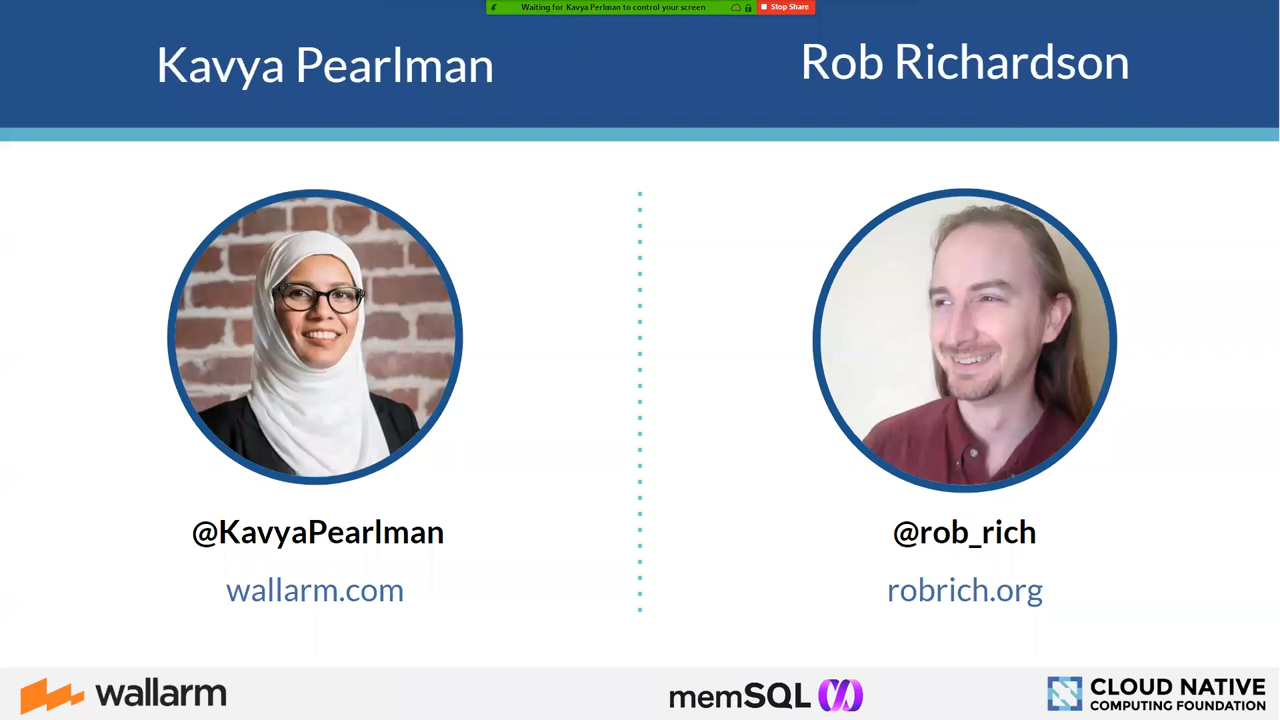 Waiting for Kavya Perlman to control your screen
Stop Share
Kavya Pearlman
Rob Richardson
@KavyaPearlman
@rob_rich
wallarm.com
robrich.org
wallarm
memSQL
CLOUD NATIVE
COMPUTING FOUNDATION